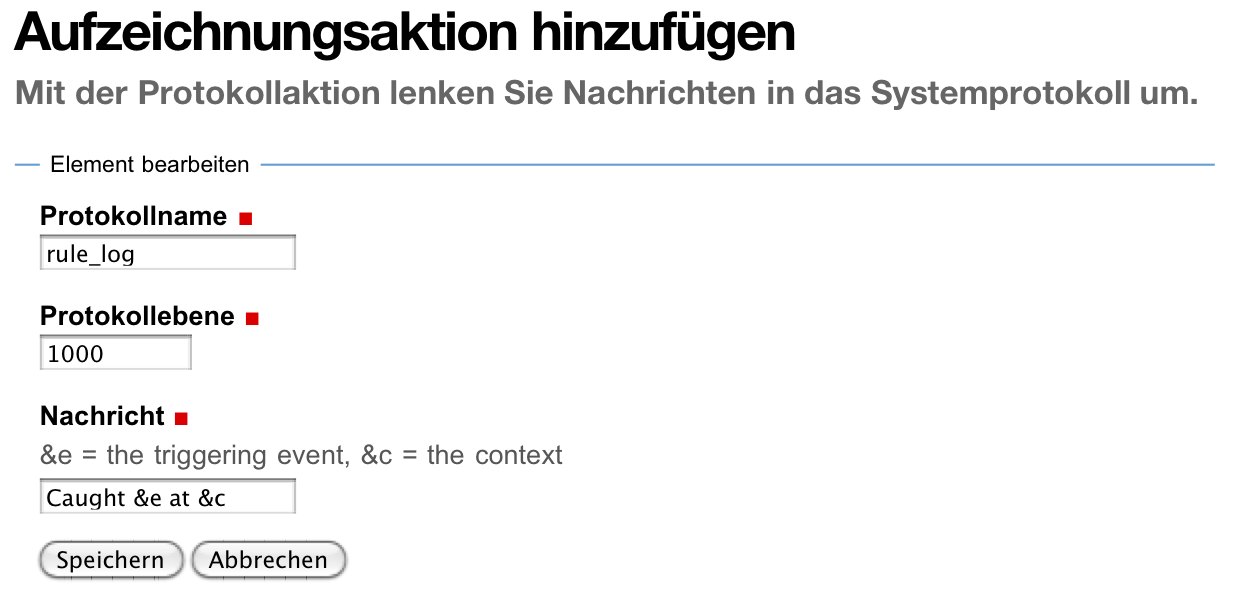 Aufzeichnungsaktion hinzufügen
Mit der Protokollaktion lenken Sie Nachrichten in das Systemprotokoll um.
Element bearbeiten
Protokollname
rule_log
Protokollebene
1000
Nachricht
&e = the triggering event, &c = the context
Caught &e at &c
Speichern Abbrechen